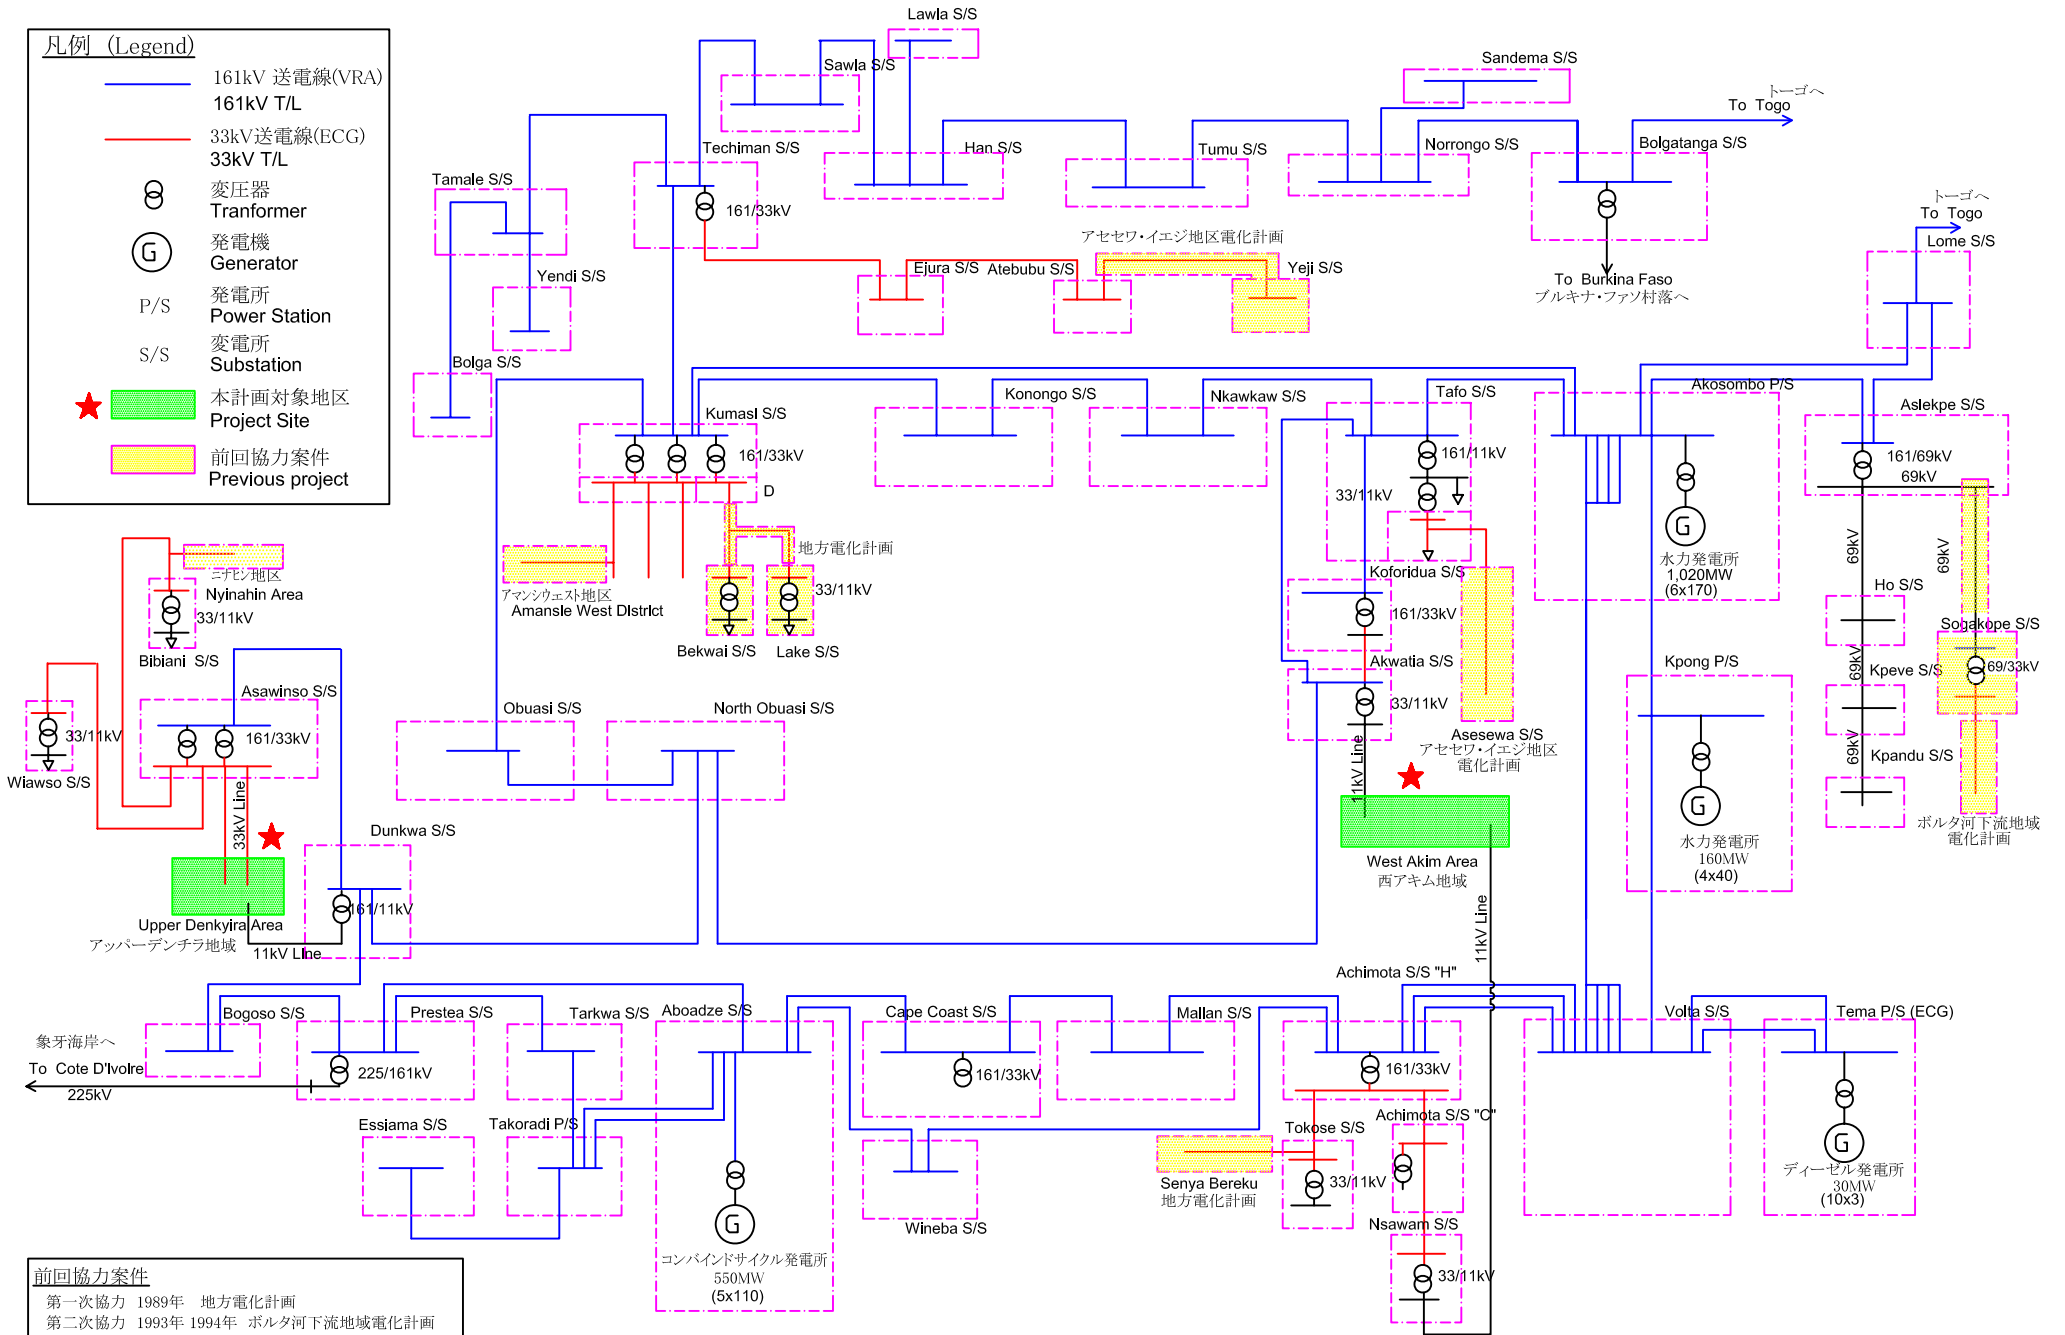 凡例 (Legend)
161kV 送電線(VRA)
161kV T/L
33kV送電線(ECG)
33kV T/L
変圧器
Tranformer
G
発電機
Generator
P/S
発電所
Power Station
S/S
変電所
Substation
本計画対象地区
Project Site
前回協力案件
Previous project
Lawla S/S
Sawla S/S
Sandema S/S
トーゴへ
To Togo
Techiman S/S
Han S/S
Tumu S/S
Norrongo S/S
Bolgatanga S/S
Tamale S/S
161/33kV
トーゴへ
To Togo
Lome S/S
アセセワ・イエジ地区電化計画
Yendi S/S
Ejura S/S
Atebubu S/S
Yeji S/S
To Burkina Faso
ブルキナ・ファソ村落へ
Bolga S/S
Kumasi S/S
Konongo S/S
Nkawkaw S/S
Tafo S/S
Akosombo P/S
Asiekpe S/S
161/33kV
D
161/11kV
33/11kV
161/69kV
69kV
G
水力発電所
1,020MW
(6x170)
69kV
69kV
地方電化計画
ニナヒン地区
Nyinahin Area
33/11kV
Bibiani S/S
アマンシウェスト地区
Amansie West District
33/11kV
Bekwai S/S
Lake S/S
Koforidua S/S
161/33kV
Ho S/S
Sogakope S/S
69kV
Kpeve S/S
69/33kV
Akwatia S/S
33/11kV
Kpong P/S
Asawinso S/S
161/33kV
33/11kV
Wiawso S/S
Obuasi S/S
North Obuasi S/S
Asesewa S/S
アセセワ・イエジ地区
電化計画
69kV
Kpandu S/S
11kV Line
33kV Line
G
水力発電所
160MW
(4x40)
ボルタ河下流地域
電化計画
Dunkwa S/S
161/11kV
West Akim Area
西アキム地域
Upper Denkyira Area
アッパーデンチラ地域
11kV Line
11kV Line
Achimota S/S "H"
Bogoso S/S
Prestea S/S
Tarkwa S/S
Aboadze S/S
Cape Coast S/S
Mallan S/S
Volta S/S
Tema P/S (ECG)
象牙海岸へ
To Cote D'Ivoire
225kV
225/161kV
161/33kV
161/33kV
Essiama S/S
Takoradi P/S
Achimota S/S "C"
Tokose S/S
G
ディーゼル発電所
30MW
(10x3)
Senya Bereku
地方電化計画
33/11kV
Wineba S/S
Nsawam S/S
G
コンバインドサイクル発電所
550MW
(5x110)
33/11kV
前回協力案件
第一次協力 1989年 地方電化計画
第二次協力 1993年 1994年 ボルタ河下流地域電化計画